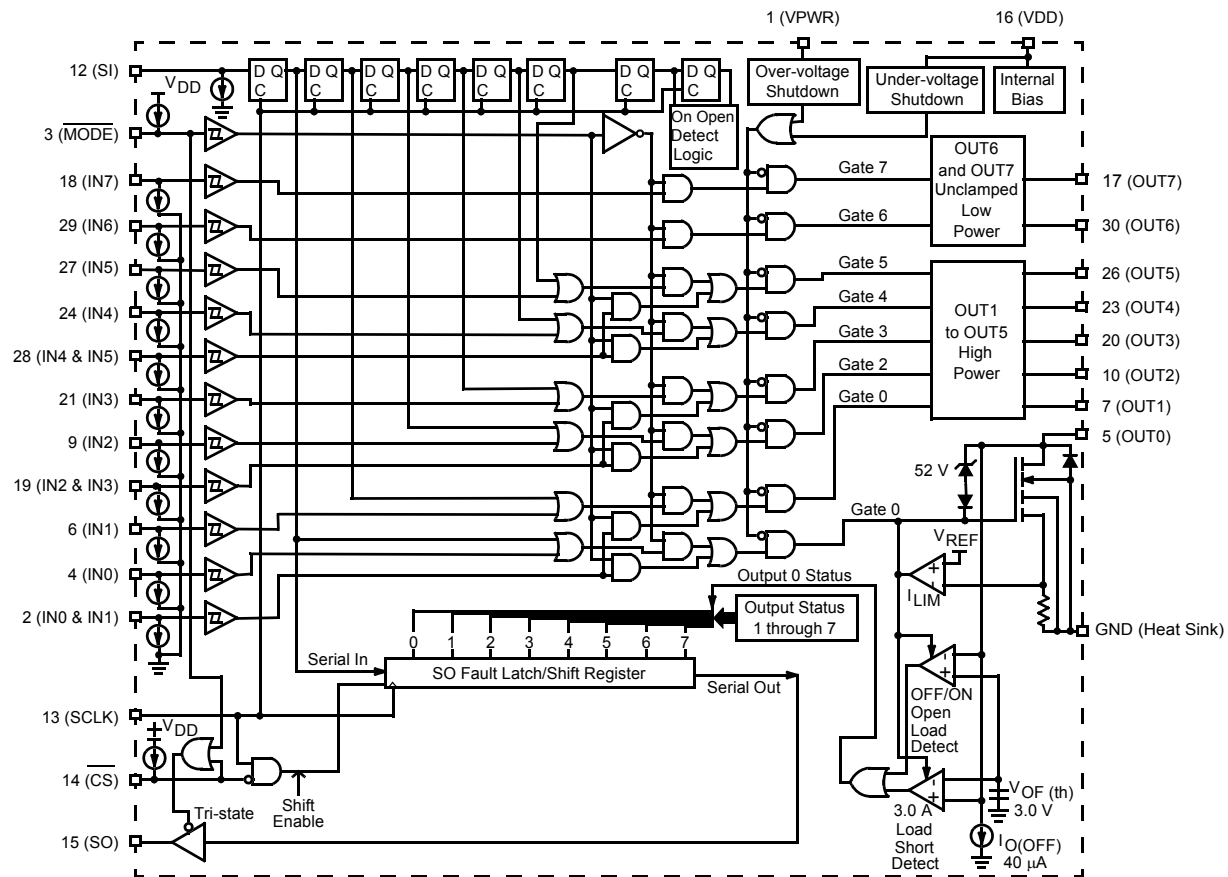 1 (VPWR)
16 (VDD)
12 (SI)
VDD
D Q
C
D Q
C
D Q
C
D Q
C
D Q
C
D Q
C
D Q
C
D Q
C
Over-voltage
Shutdown
Under-voltage
Shutdown
Internal
Bias
On Open
Detect
Logic
3 (MODE)
18 (IN7)
29 (IN6)
27 (IN5)
24 (IN4)
28 (IN4 & IN5)
21 (IN3)
9 (IN2)
19 (IN2 & IN3)
6 (IN1)
4 (IN0)
2 (IN0 & IN1)
Gate 7
Gate 6
Gate 5
Gate 4
Gate 3
Gate 2
Gate 0
OUT6
and OUT7
Unclamped
Low
Power
OUT1
to OUT5
High
Power
17 (OUT7)
30 (OUT6)
26 (OUT5)
23 (OUT4)
20 (OUT3)
10 (OUT2)
7 (OUT1)
5 (OUT0)
52 V
Gate 0
VREF
+
-
ILIM
GND (Heat Sink)
Output 0 Status
Output Status
1 through 7
0 1 2 3 4 5 6 7
Serial In
SO Fault Latch/Shift Register
Serial Out
13 (SCLK)
VDD
14 (CS)
Shift
Enable
Tri-state
15 (SO)
-
+
OFF/ON
Open
Load
Detect
-
+
3.0 A
Load
Short
Detect
VOF (th)
3.0 V
IO(OFF)
40 μA